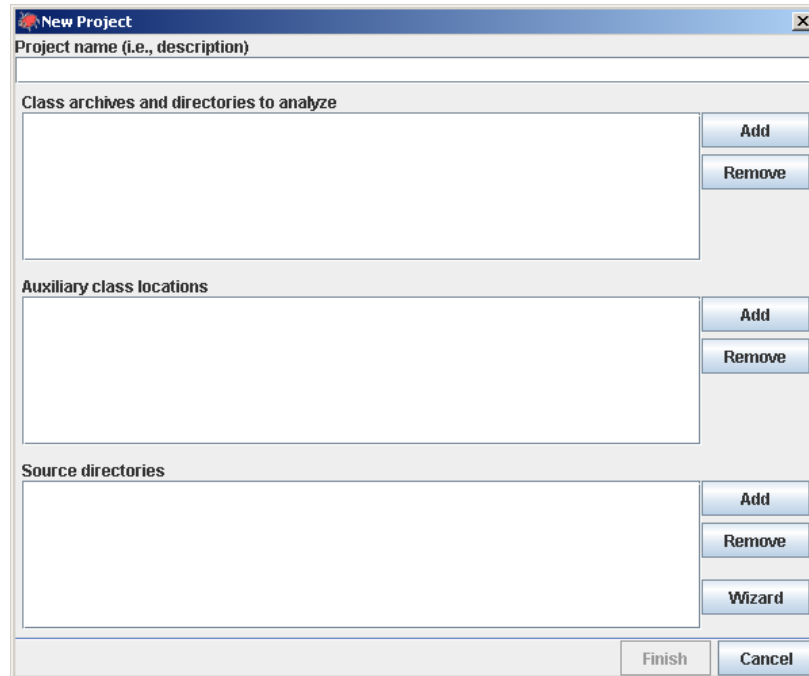 New Project
Project name (i.e., description)
Class archives and directories to analyze
Add
Remove
Auxiliary class locations
Add
Remove
Source directories
Add
Remove
Wizard
Finish Cancel